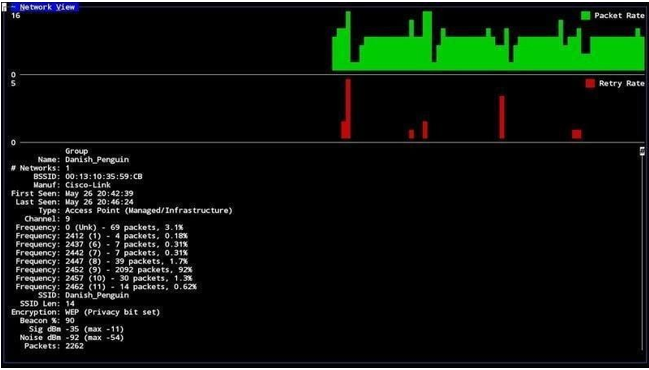 ~ Network View
16
Packet Rate
0
5
Retry Rate
0
Group
Name: Danish_Penguin
# Networks: 1
BSSID: 00:13:10:35:59:CB
Manuf: Cisco-Link
First Seen: May 26 20:42:39
Last Seen: May 26 20:46:24
Type: Access Point (Managed/Infrastructure)
Channel: 9
Frequency: 0 (Unk) - 69 packets, 3.1%
Frequency: 2412 (1) - 4 packets, 0.18%
Frequency: 2437 (6) - 7 packets, 0.31%
Frequency: 2442 (7) - 7 packets, 0.31%
Frequency: 2447 (8) - 39 packets, 1.7%
Frequency: 2452 (9) - 2092 packets, 92%
Frequency: 2457 (10) - 30 packets, 1.3%
Frequency: 2462 (11) - 14 packets, 0.62%
SSID: Danish_Penguin
SSID Len: 14
Encryption: WEP (Privacy bit set)
Beacon %: 90
Sig dBm -35 (max -11)
Noise dBm -92 (max -54)
Packets: 2262